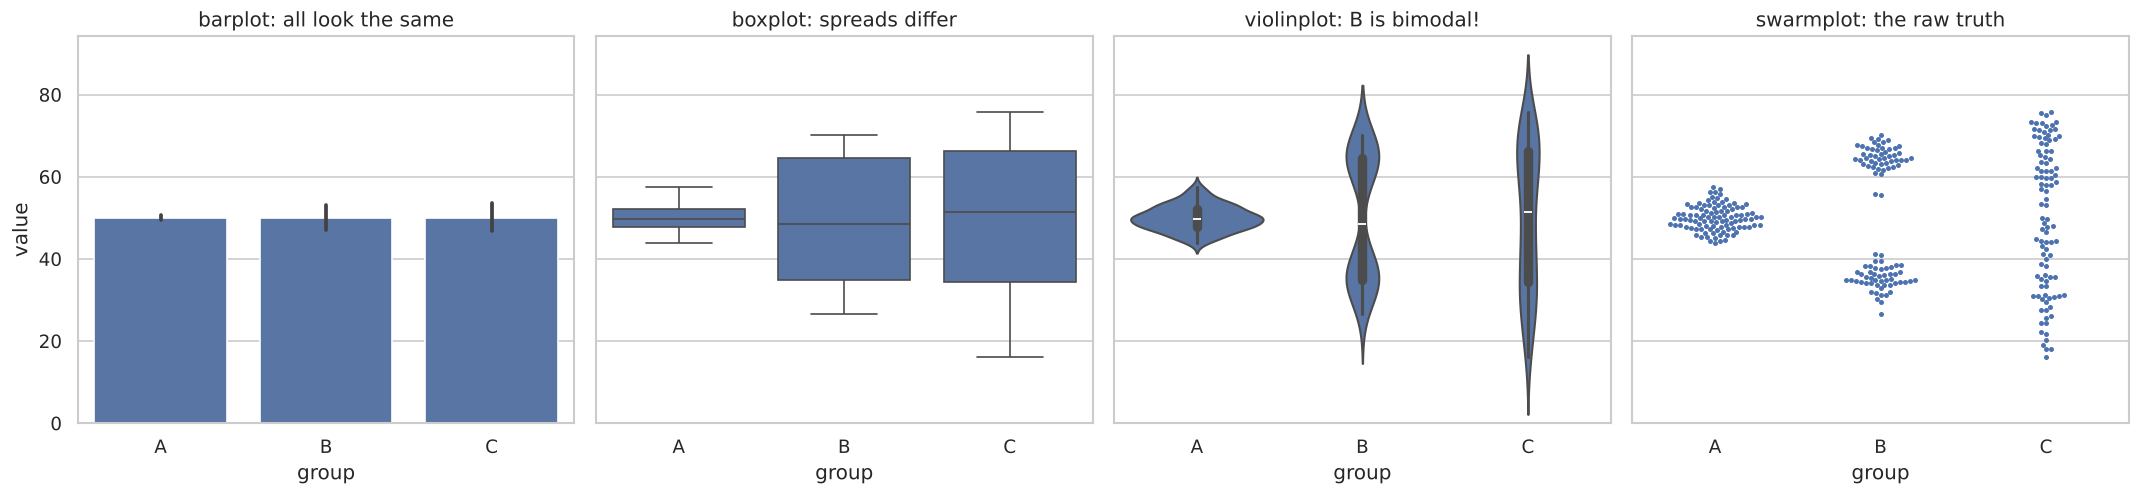 barplot: all look the same
value
80
60
40
20
0
A B C
group
boxplot: spreads differ
A B C
group
violinplot: B is bimodal!
A B C
group
swarmplot: the raw truth
A B C
group